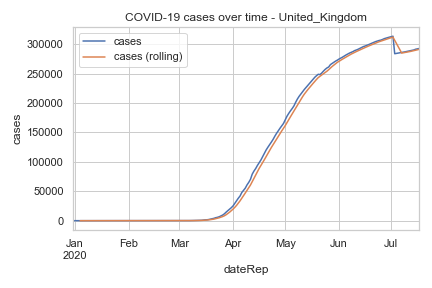 COVID-19 cases over time - United_Kingdom
cases
cases (rolling)
300000
250000
200000
150000
100000
50000
0
cases
Jan Feb Mar Apr May Jun Jul
2020
dateRep